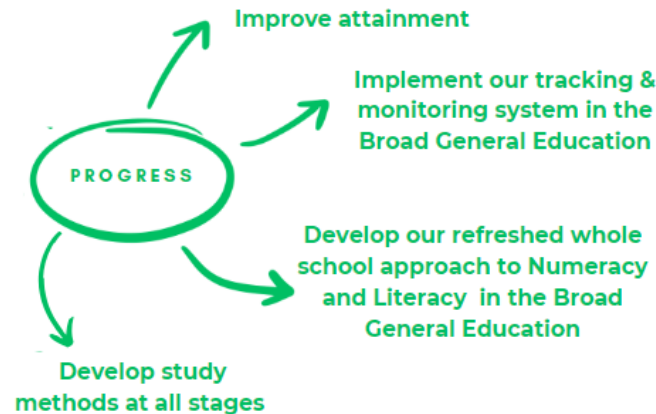 Improve attainment
Implement our tracking &
monitoring system in the
Broad General Education
PROGRESS
Develop our refreshed whole
school approach to Numeracy
and Literacy in the Broad
General Education
Develop study
methods at all stages